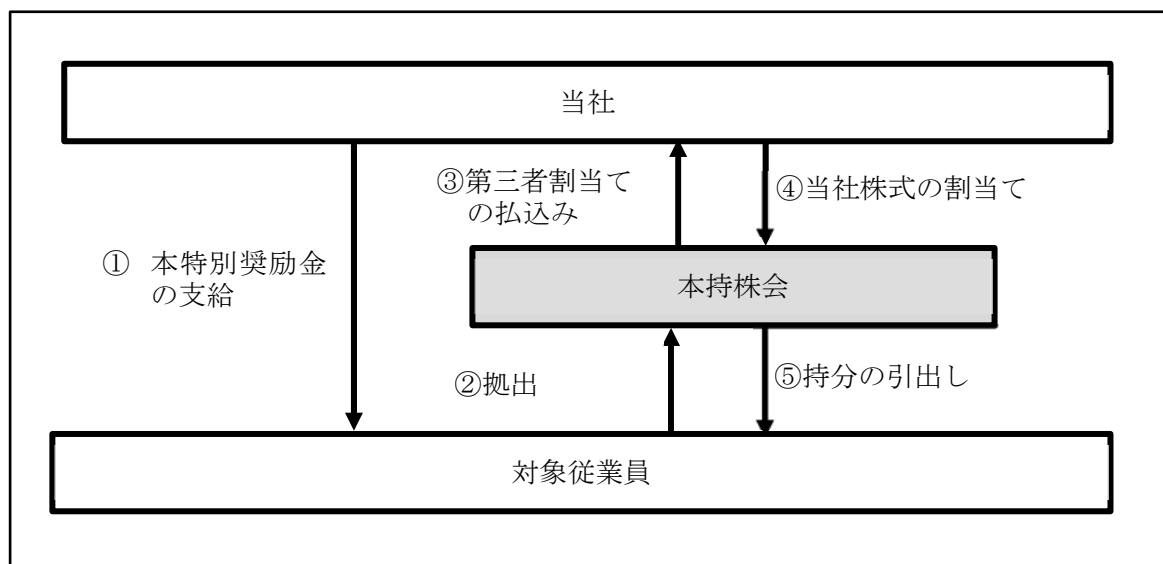 当社
③第三者割当て
の払込み
④当社株式の割当て
① 本特別奨励金
の支給
本持株会
②拠出
⑤持分の引出し
対象従業員